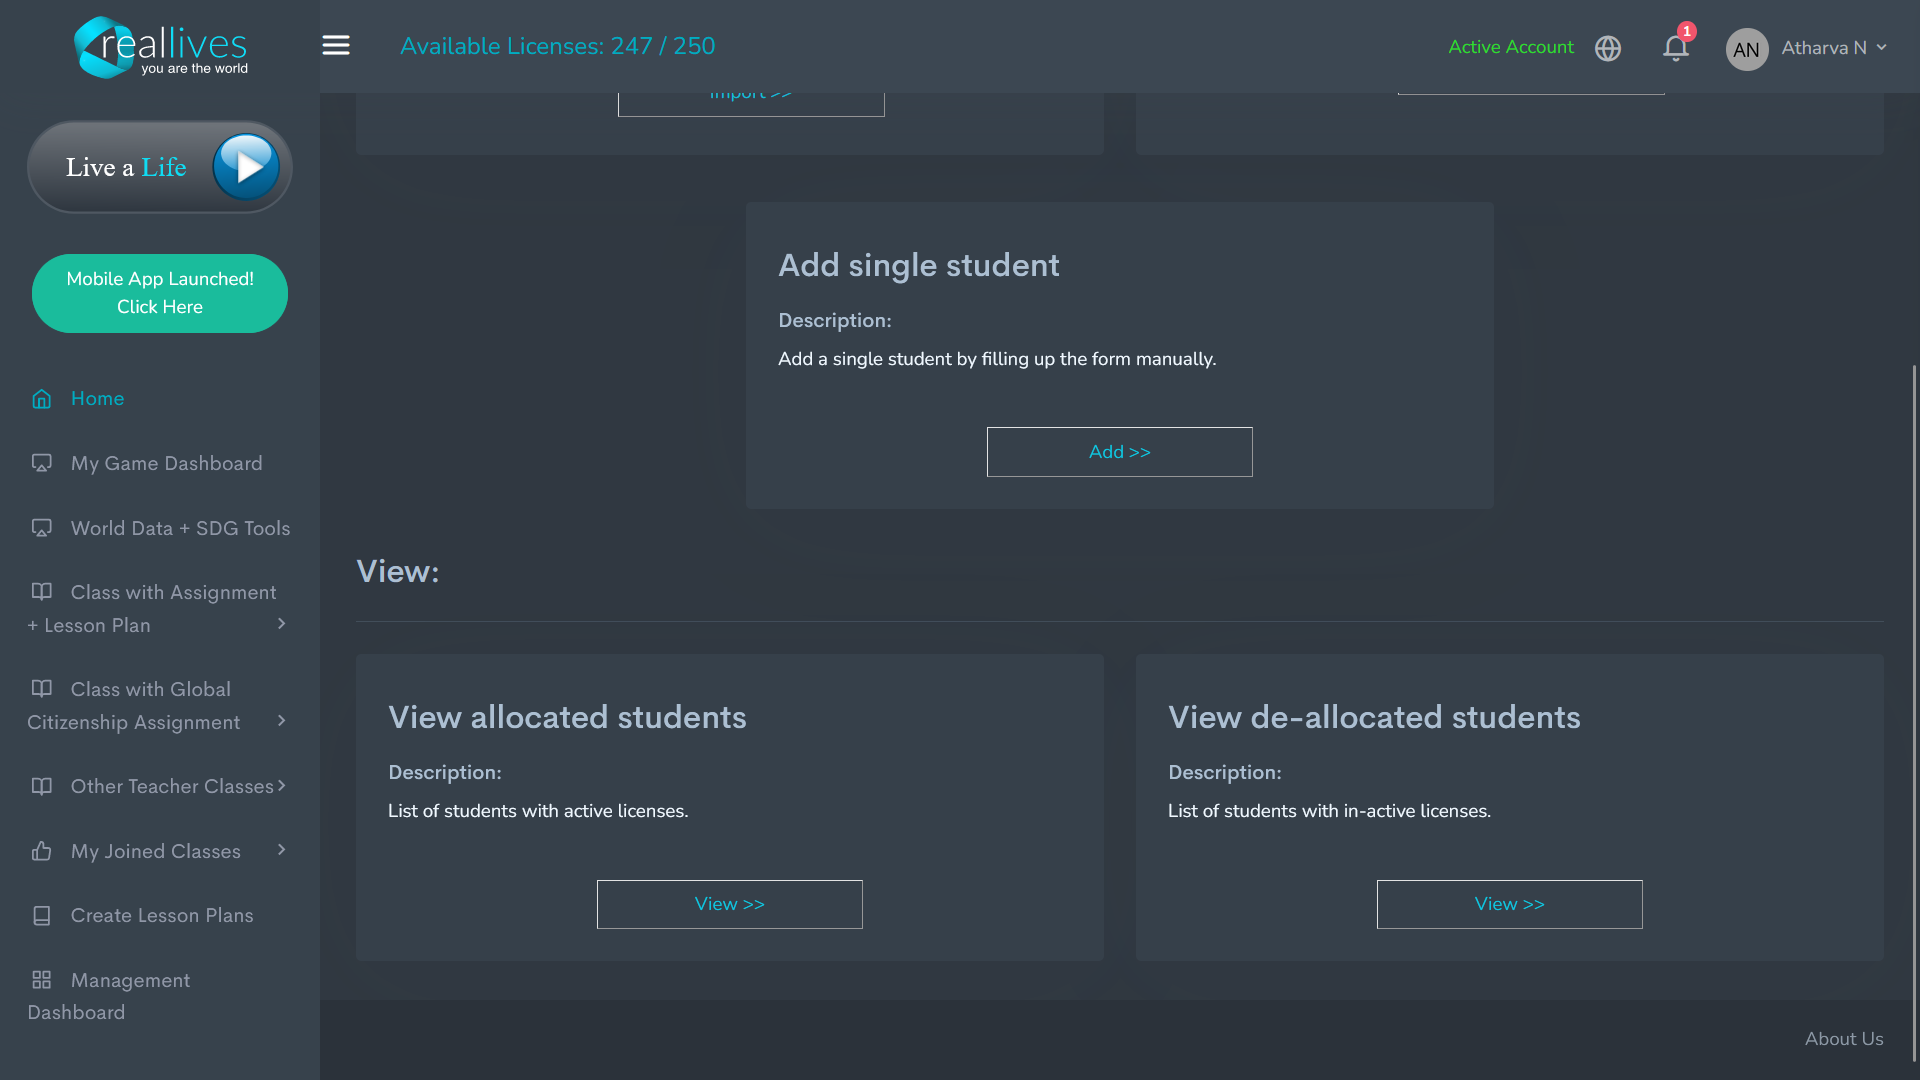 reallives
you are the world
Available Licenses: 247 / 250
Active Account
1
AN
Atharva N
Import >>
Live a Life
Mobile App Launched!
Click Here
Home
My Game Dashboard
World Data + SDG Tools
Class with Assignment
+ Lesson Plan
Class with Global
Citizenship Assignment
Other Teacher Classes
My Joined Classes
Create Lesson Plans
Management
Dashboard
Add single student
Description:
Add a single student by filling up the form manually.
Add >>
View:
View allocated students
Description:
List of students with active licenses.
View >>
View de-allocated students
Description:
List of students with in-active licenses.
View >>
About Us